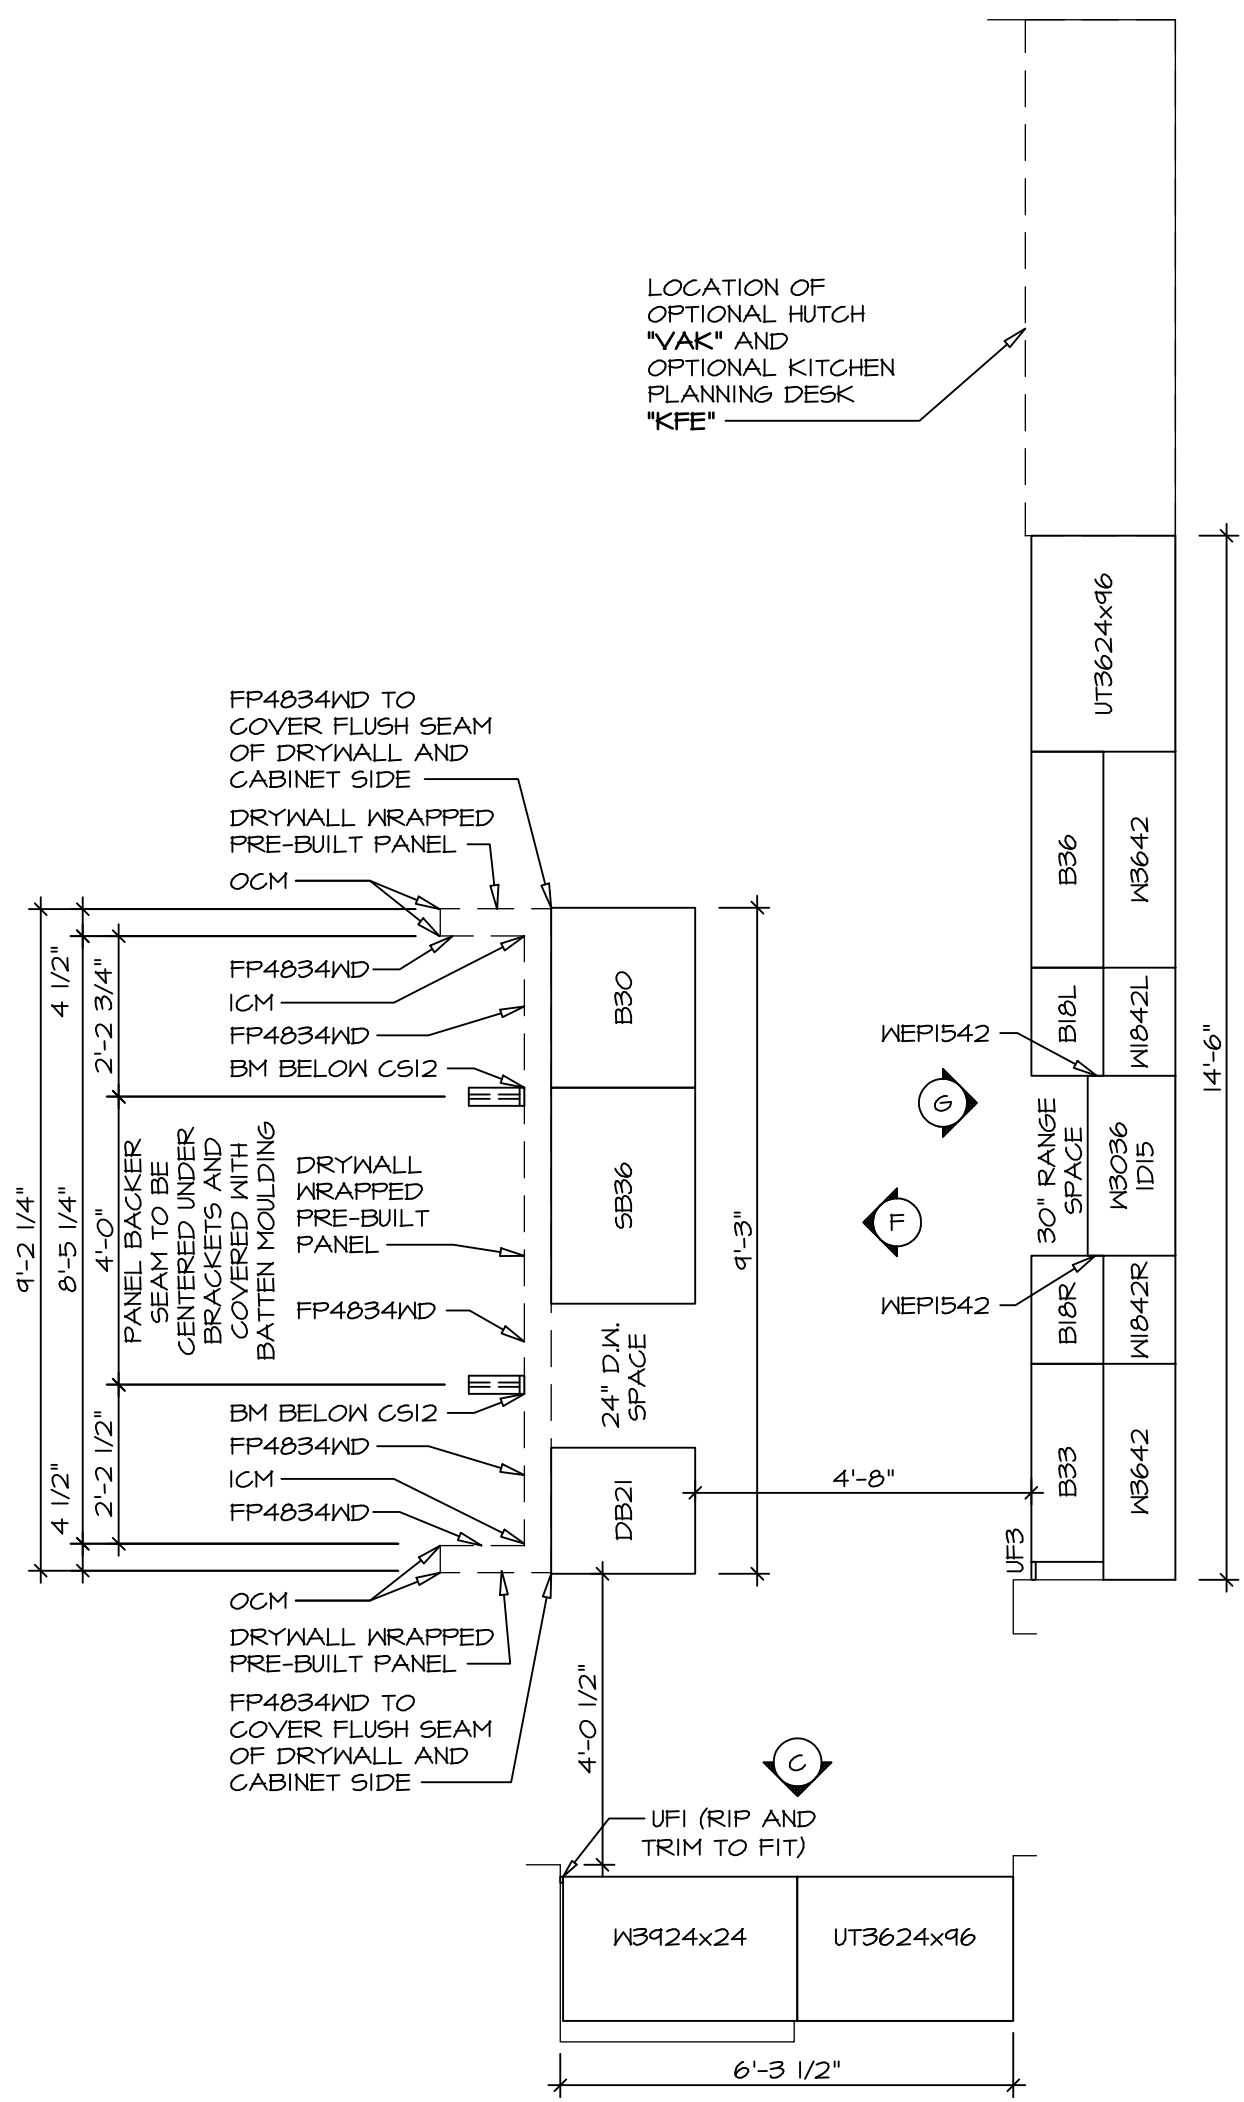 LOCATION OF
OPTIONAL HUTCH
"VAK" AND
OPTIONAL KITCHEN
PLANNING DESK
"KFE"
UT3624x96
B36
W3642
B18L
W1842L
WEP1542
30" RANGE
SPACE
W3036
1D15
WEP1542
B18R
W1842R
B33
W3642
UF3
14'-6"
G
F
4'-8"
FP4834WD TO
COVER FLUSH SEAM
OF DRYWALL AND
CABINET SIDE
DRYWALL WRAPPED
PRE-BUILT PANEL
OCM
FP4834WD
ICM
FP4834WD
BM BELOW CS12
DRYWALL
WRAPPED
PRE-BUILT
PANEL
FP4834WD
BM BELOW CS12
FP4834WD
ICM
FP4834WD
OCM
DRYWALL WRAPPED
PRE-BUILT PANEL
FP4834WD TO
COVER FLUSH SEAM
OF DRYWALL AND
CABINET SIDE
PANEL BACKER
SEAM TO BE
CENTERED UNDER
BRACKETS AND
COVERED WITH
BATTEN MOULDING
9'-2 1/4"
4 1/2"
8'-5 1/4"
4 1/2"
2'-2 3/4"
4'-0"
2'-2 1/2"
B30
SB36
24" D.W.
SPACE
DB21
9'-3"
4'-0 1/2"
C
UF1 (RIP AND
TRIM TO FIT)
W3924x24
UT3624x96
6'-3 1/2"